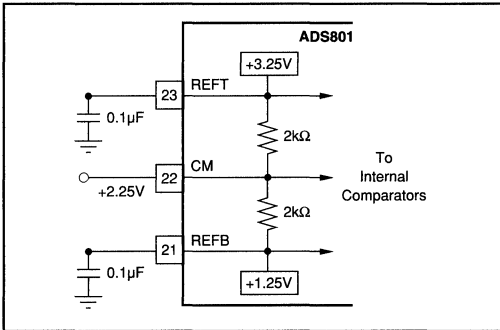 ADS801
+3.25V
23
REFT
0.1µF
2kΩ
To
Internal
Comparators
22
CM
+2.25V
2kΩ
21
REFB
0.1µF
+1.25V